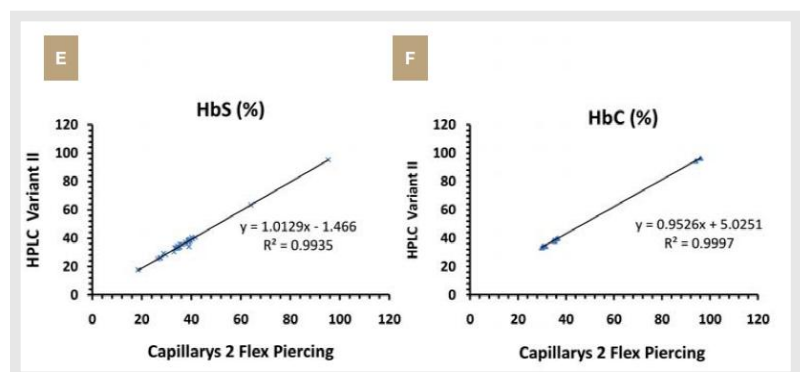 E
HbS (%)
120
100
80
60
40
20
0
HPLC Variant II
y = 1.0129x - 1.466
R² = 0.9935
0 20 40 60 80 100 120
Capillarys 2 Flex Piercing
F
HbC (%)
120
100
80
60
40
20
0
HPLC Variant II
y = 0.9526x + 5.0251
R² = 0.9997
0 20 40 60 80 100 120
Capillarys 2 Flex Piercing